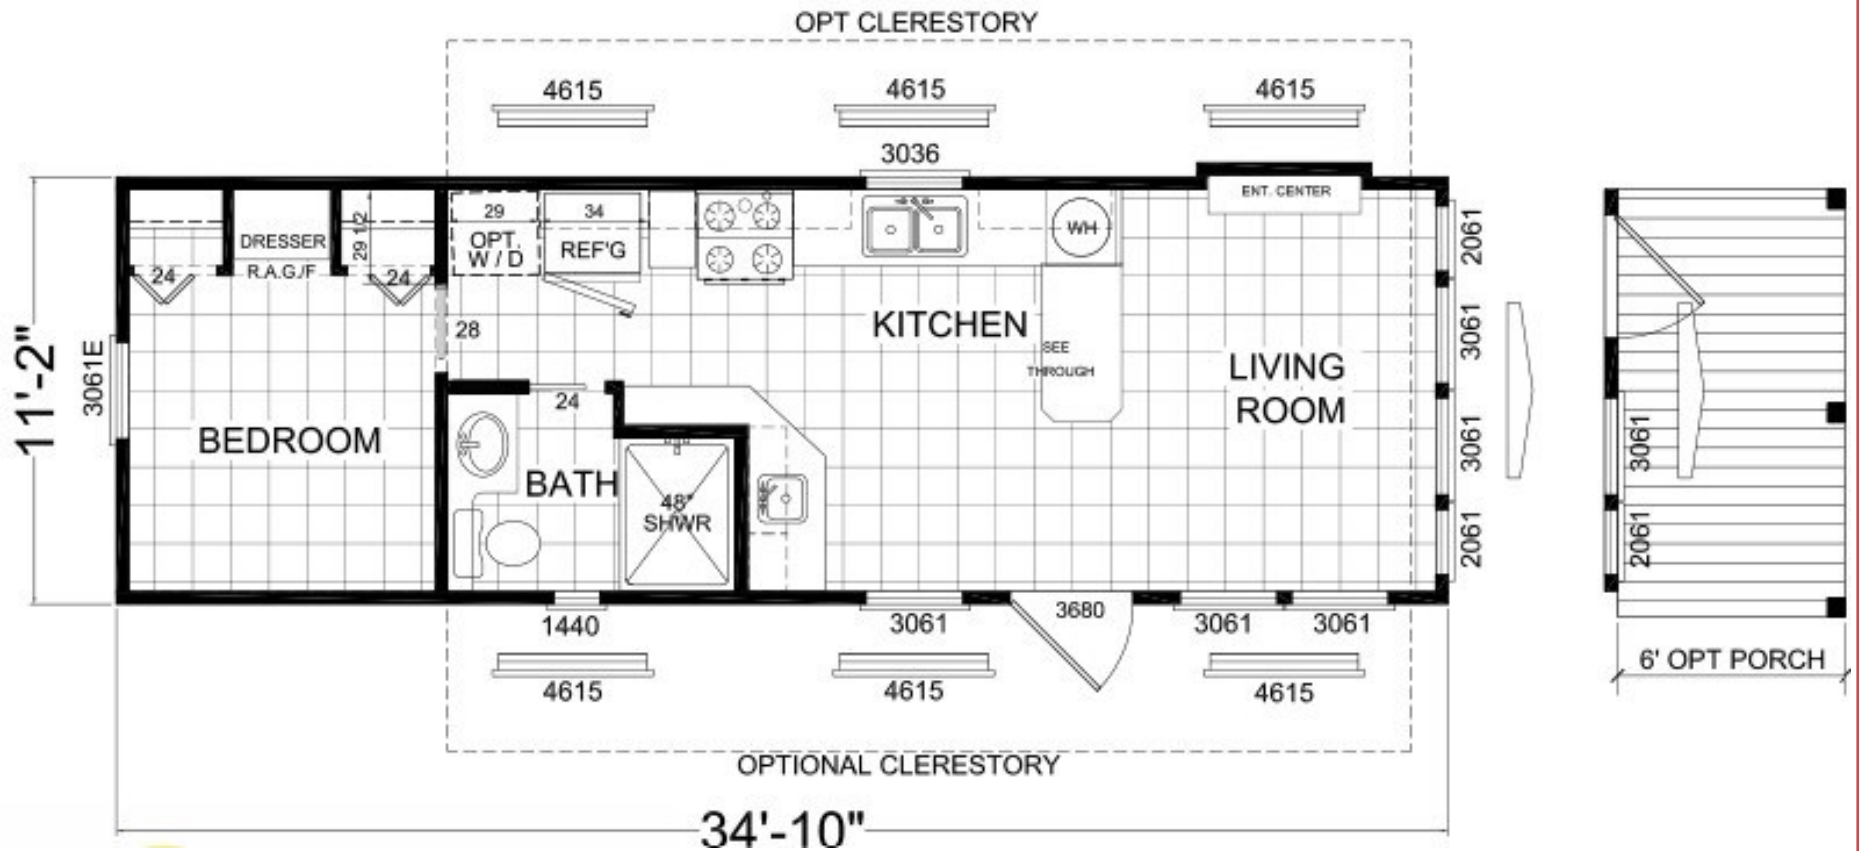 OPT CLERESTORY
4615
4615
4615
3036
ENT. CENTER
29
OPT.
W / D
34
REF'G
WH
DRESSER
R.A.G./F
29 1/2
24
24
28
2061
3061
3061
2061
3061E
11'-2"
KITCHEN
SEE
THROUGH
LIVING
ROOM
BEDROOM
24
BATH
48"
SHWR
3061
2061
1440
3061
3680
3061
3061
4615
4615
4615
6' OPT PORCH
OPTIONAL CLERESTORY
34'-10"